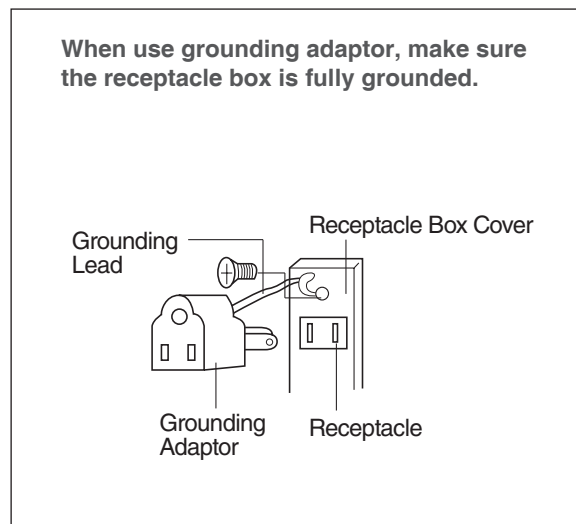 When use grounding adaptor, make sure
the receptacle box is fully grounded.
Receptacle Box Cover
Grounding
Lead
Grounding
Adaptor
Receptacle